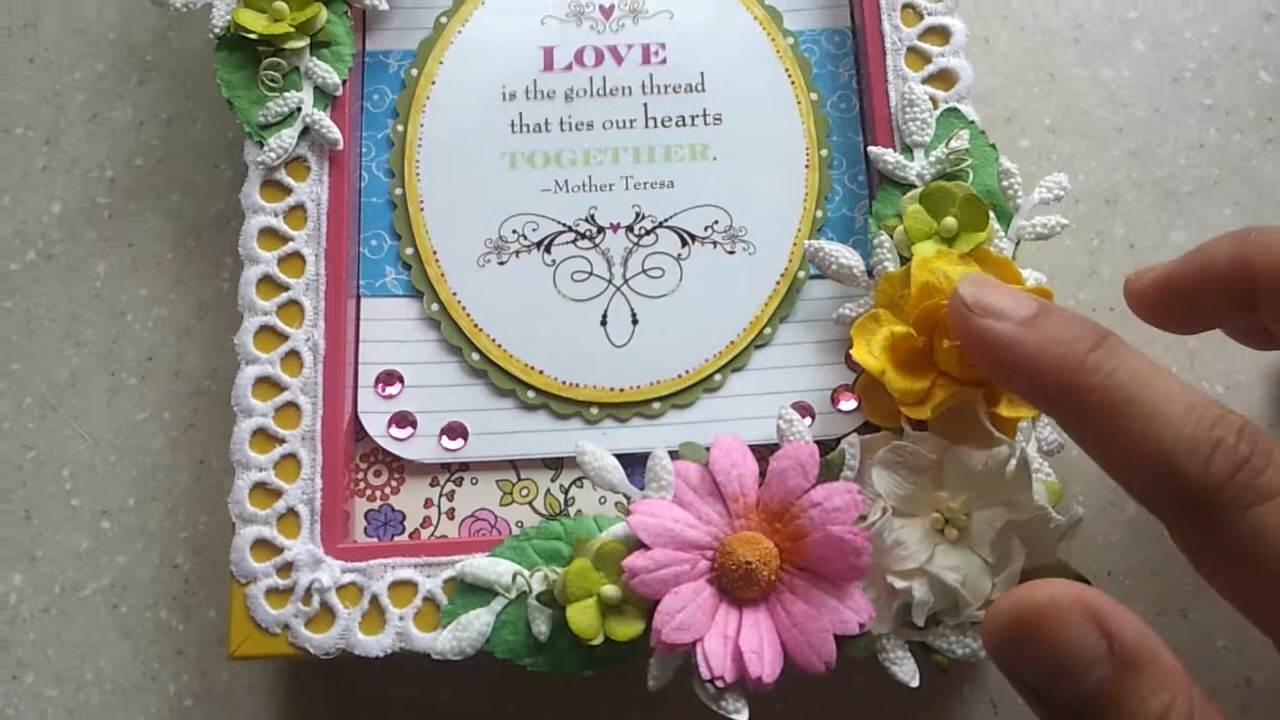 LOVE
is the golden thread
that ties our hearts
TOGETHER.
–Mother Teresa